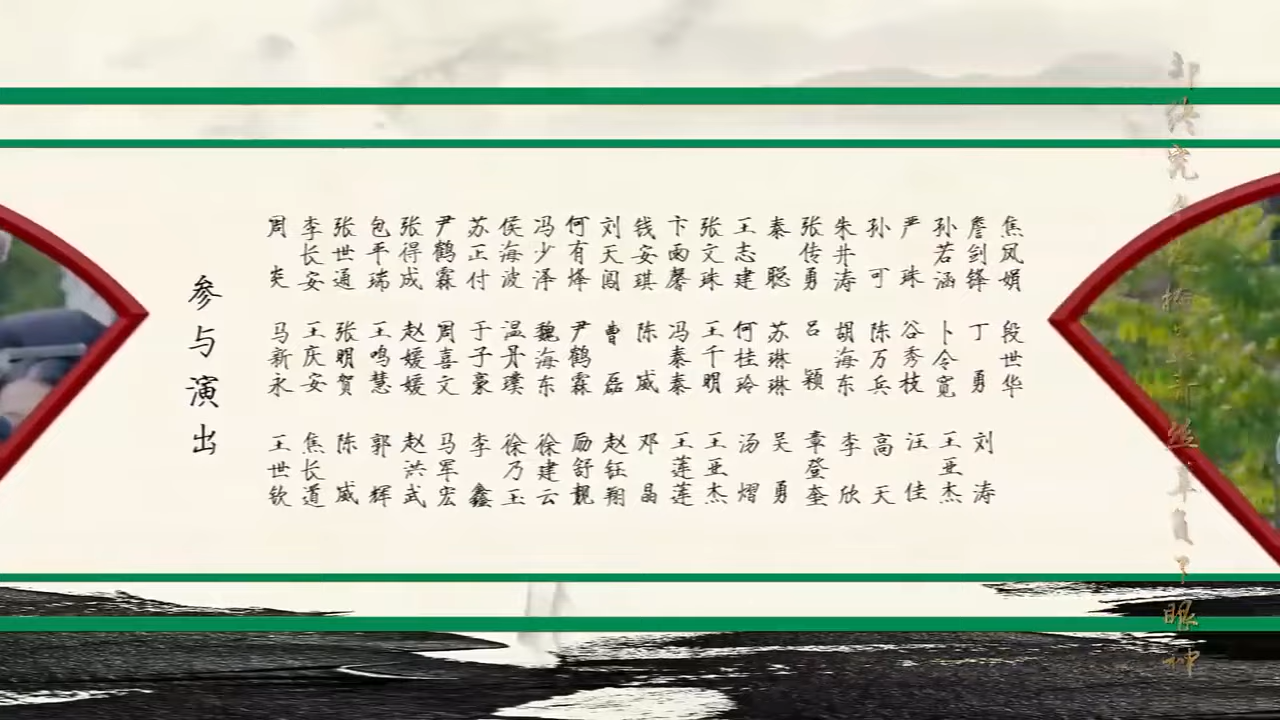 参与演出
周炎 李长安 张世通 包平瑞 张得成 尹鹤霖 苏正付 侯海波 冯少泽 何有烽 刘天阔 钱安琪 卞雨馨 张文珠 王志建 秦聪 张传勇 朱井涛 孙可 严珠 孙若涵 詹剑锋 焦凤娟
马新永 王庆安 张明贺 王鸣慧 赵媛媛 周喜文 于子豪 温丹璞 魏海东 尹鹤霖 曹磊 陈威 冯秦秦 王千明 何桂玲 苏琳琳 吕颖 胡海东 陈万兵 谷秀枝 卜令宽 丁勇 段世华
王世钦 焦长道 陈威 郭辉 赵洪武 马军宏 李鑫 徐乃玉 徐建云 励舒靓 赵钰翔 邓晶 王莲莲 王亚杰 汤熠 吴勇 章登奎 李欣 高天 汪佳 王亚杰 刘涛